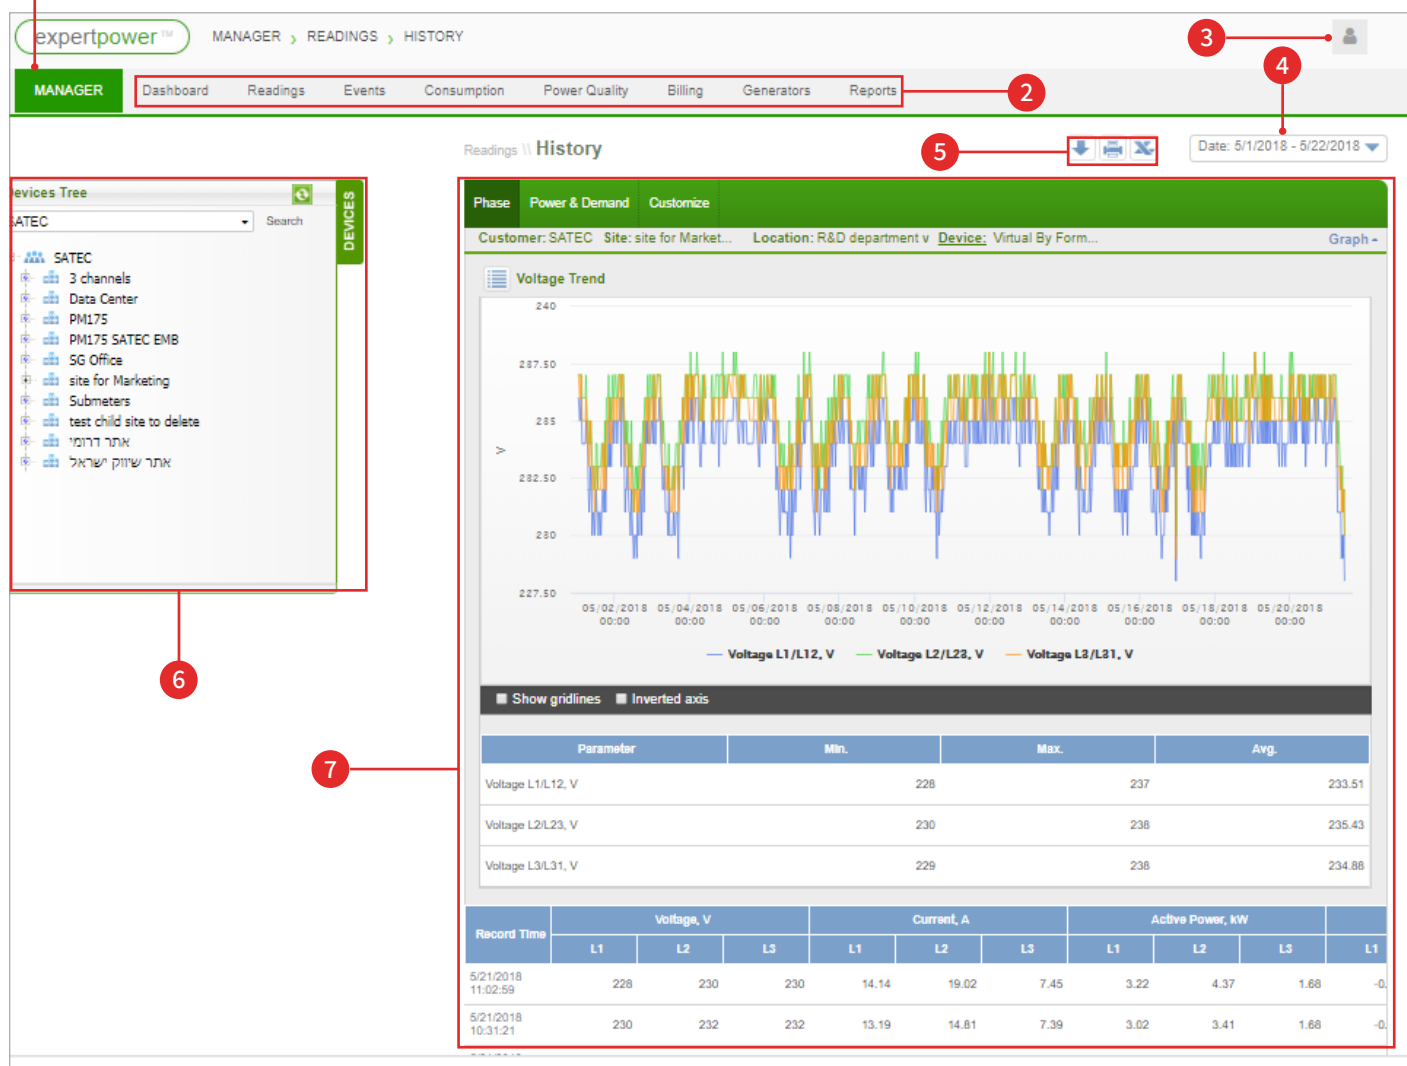 expertpower™ MANAGER › READINGS › HISTORY
3
4
MANAGER Dashboard Readings Events Consumption Power Quality Billing Generators Reports
2
Readings \\ History
5
Date: 5/1/2018 - 5/22/2018
evices Tree
DEVICES
SATEC
Search
SATEC
3 channels
Data Center
PM175
PM175 SATEC EMB
SG Office
site for Marketing
Submeters
test child site to delete
אתר דרומי
אתר שיווק ישראל
6
Phase Power & Demand Customize
Customer: SATEC Site: site for Market... Location: R&D department v Device: Virtual By Form... Graph
Voltage Trend
240
237.50
235
V
232.50
230
227.50
05/02/2018 05/04/2018 05/06/2018 05/08/2018 05/10/2018 05/12/2018 05/14/2018 05/16/2018 05/18/2018 05/20/2018
00:00 00:00 00:00 00:00 00:00 00:00 00:00 00:00 00:00 00:00
Voltage L1/L12, V Voltage L2/L23, V Voltage L3/L31, V
Show gridlines Inverted axis
7
Parameter Min. Max. Avg.
Voltage L1/L12, V 228 237 233.51
Voltage L2/L23, V 230 238 235.43
Voltage L3/L31, V 229 238 234.88
Record Time Voltage, V Current, A Active Power, kW
L1 L2 L3 L1 L2 L3 L1 L2 L3 L1
5/21/2018
11:02:59 228 230 230 14.14 19.02 7.45 3.22 4.37 1.68 -0.
5/21/2018
10:31:21 230 232 232 13.19 14.81 7.39 3.02 3.41 1.68 -0.